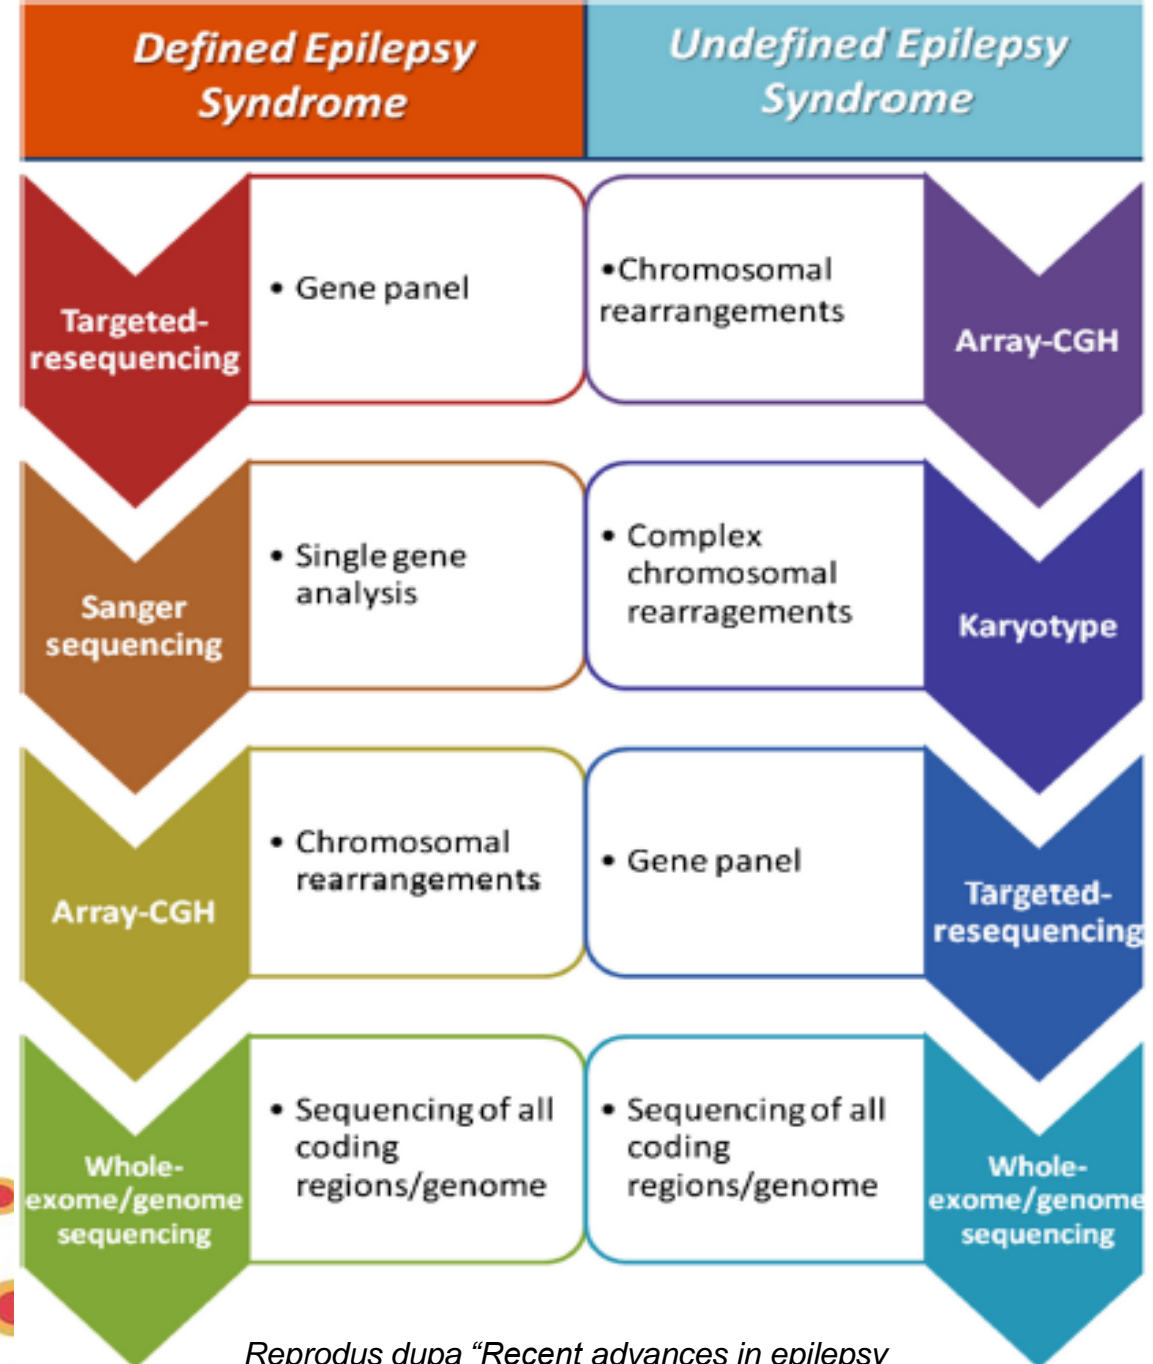 Defined Epilepsy
Syndrome
Undefined Epilepsy
Syndrome
Targeted-
resequencing
• Gene panel
•Chromosomal
rearrangements
Array-CGH
Sanger
sequencing
• Single gene
analysis
• Complex
chromosomal
rearragements
Karyotype
Array-CGH
• Chromosomal
rearrangements
• Gene panel
Targeted-
resequencing
Whole-
exome/genome
sequencing
• Sequencing of all
coding
regions/genome
• Sequencing of all
coding
regions/genome
Whole-
exome/genome
sequencing
Reprodus dupa “Recent advances in epilepsy